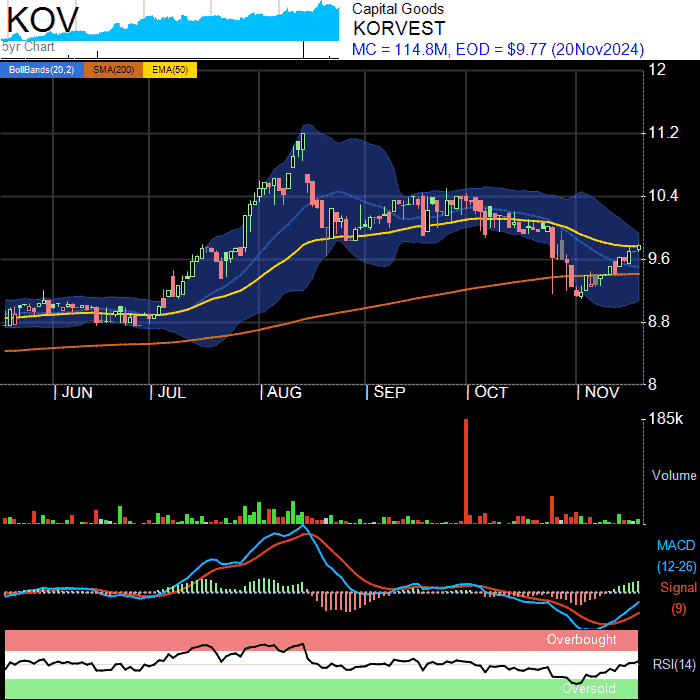 KOV
5yr Chart
Capital Goods
KORVEST
MC = 114.8M, EOD = $9.77 (20Nov2024)
BollBands(20,2) SMA(200) EMA(50)
12
11.2
10.4
9.6
8.8
8
JUN JUL AUG SEP OCT NOV
185k
Volume
MACD
(12-26)
Signal
(9)
Overbought
RSI(14)
Oversold